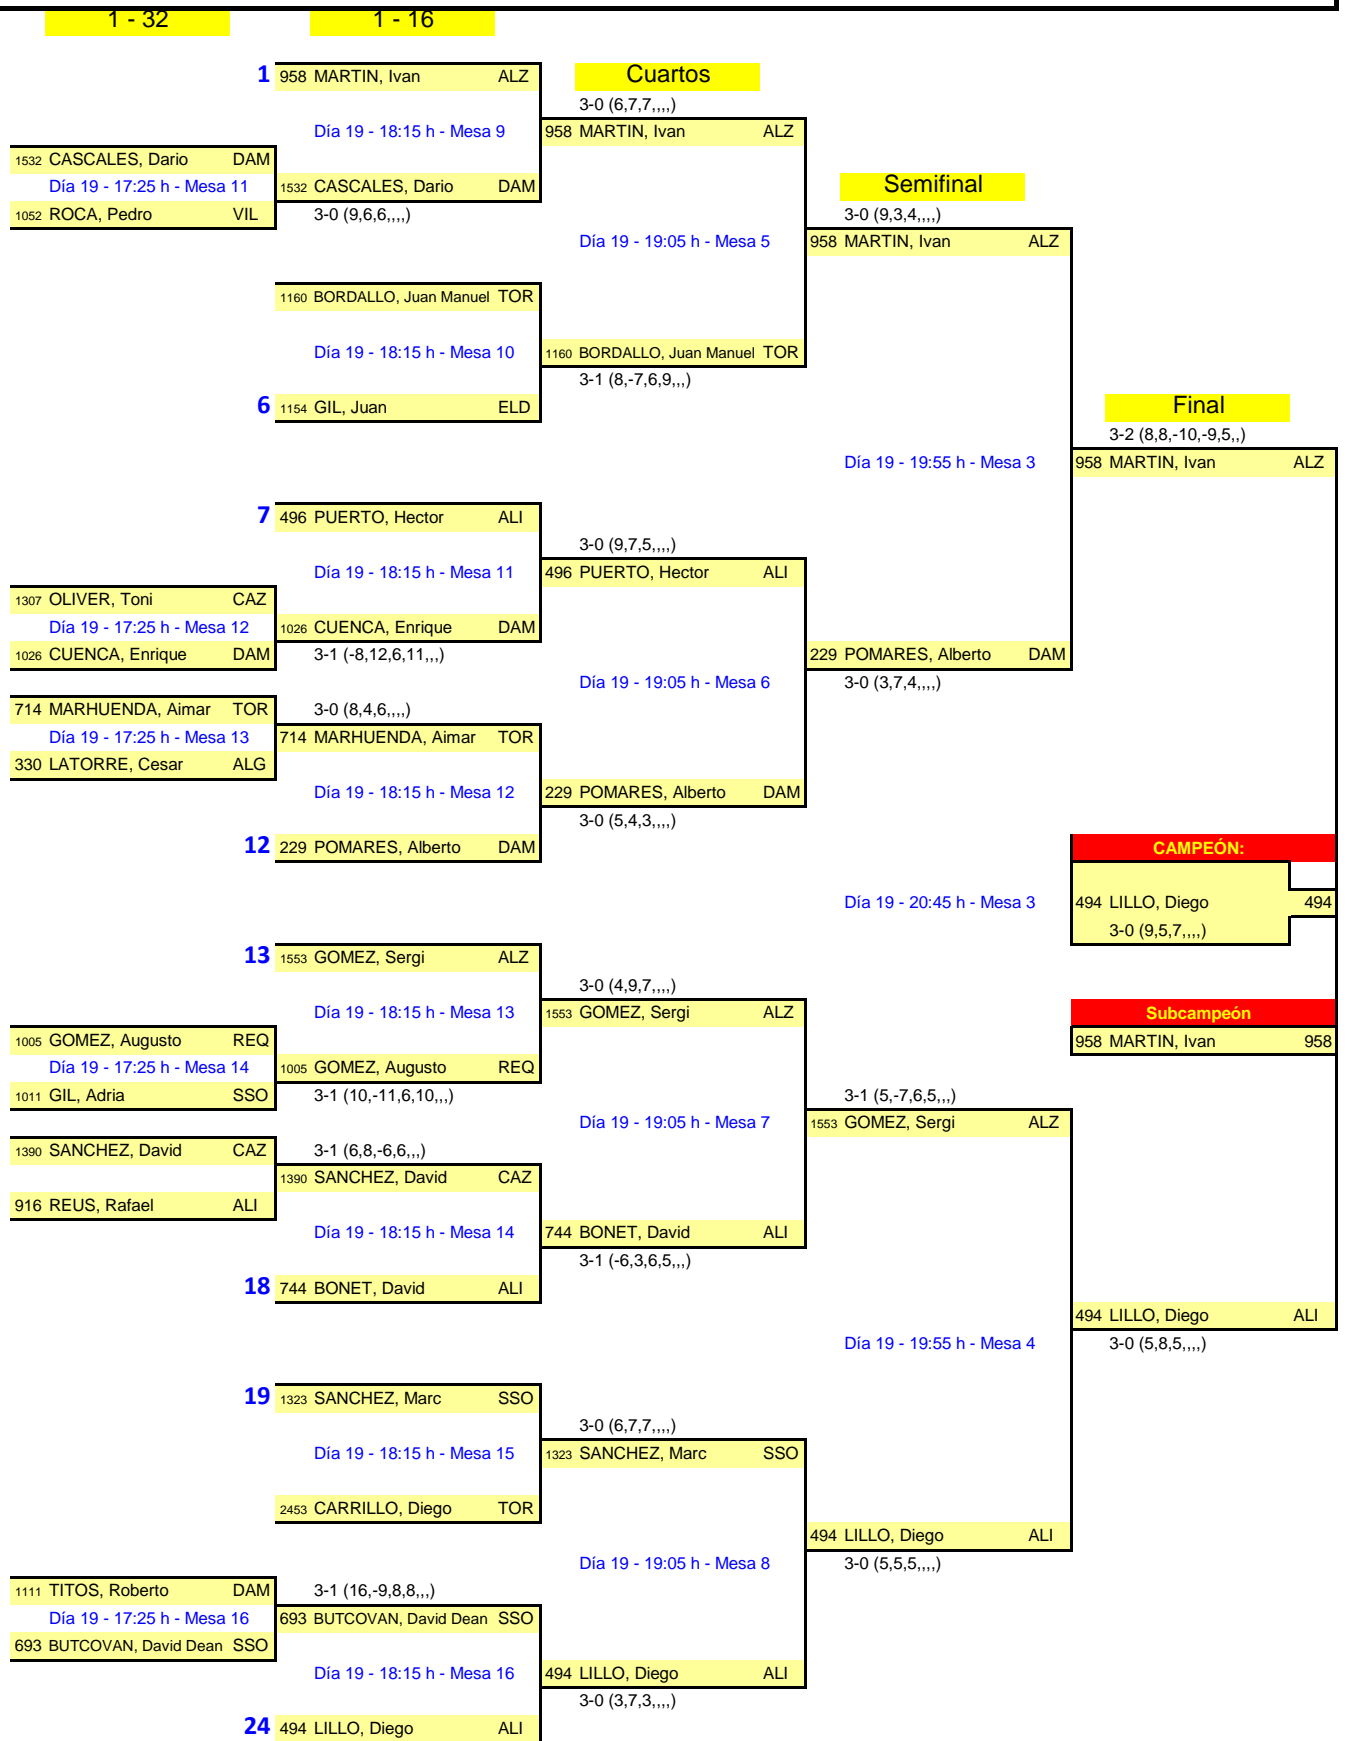 1 - 32 1 - 16
1 958 MARTIN, Ivan ALZ Cuartos
3-0 (6,7,7,,,,)
Día 19 - 18:15 h - Mesa 9 958 MARTIN, Ivan ALZ
1532 CASCALES, Dario DAM
Día 19 - 17:25 h - Mesa 11 1532 CASCALES, Dario DAM Semifinal
1052 ROCA, Pedro VIL 3-0 (9,6,6,,,,) 3-0 (9,3,4,,,,)
Día 19 - 19:05 h - Mesa 5 958 MARTIN, Ivan ALZ
1160 BORDALLO, Juan Manuel TOR
Día 19 - 18:15 h - Mesa 10 1160 BORDALLO, Juan Manuel TOR
3-1 (8,-7,6,9,,,)
6 1154 GIL, Juan ELD Final
3-2 (8,8,-10,-9,5,,)
Día 19 - 19:55 h - Mesa 3 958 MARTIN, Ivan ALZ
7 496 PUERTO, Hector ALI
3-0 (9,7,5,,,,)
Día 19 - 18:15 h - Mesa 11 496 PUERTO, Hector ALI
1307 OLIVER, Toni CAZ
Día 19 - 17:25 h - Mesa 12 1026 CUENCA, Enrique DAM
1026 CUENCA, Enrique DAM 3-1 (-8,12,6,11,,,) 229 POMARES, Alberto DAM
Día 19 - 19:05 h - Mesa 6 3-0 (3,7,4,,,,)
714 MARHUENDA, Aimar TOR 3-0 (8,4,6,,,,)
Día 19 - 17:25 h - Mesa 13 714 MARHUENDA, Aimar TOR
330 LATORRE, Cesar ALG
Día 19 - 18:15 h - Mesa 12 229 POMARES, Alberto DAM
3-0 (5,4,3,,,,)
12 229 POMARES, Alberto DAM CAMPEÓN:
Día 19 - 20:45 h - Mesa 3 494 LILLO, Diego 494
3-0 (9,5,7,,,,)
13 1553 GOMEZ, Sergi ALZ
3-0 (4,9,7,,,,)
Día 19 - 18:15 h - Mesa 13 1553 GOMEZ, Sergi ALZ Subcampeón
1005 GOMEZ, Augusto REQ 958 MARTIN, Ivan 958
Día 19 - 17:25 h - Mesa 14 1005 GOMEZ, Augusto REQ
1011 GIL, Adria SSO 3-1 (10,-11,6,10,,,) 3-1 (5,-7,6,5,,,)
Día 19 - 19:05 h - Mesa 7 1553 GOMEZ, Sergi ALZ
1390 SANCHEZ, David CAZ 3-1 (6,8,-6,6,,,)
1390 SANCHEZ, David CAZ
916 REUS, Rafael ALI
Día 19 - 18:15 h - Mesa 14 744 BONET, David ALI
3-1 (-6,3,6,5,,,)
18 744 BONET, David ALI
494 LILLO, Diego ALI
Día 19 - 19:55 h - Mesa 4 3-0 (5,8,5,,,,)
19 1323 SANCHEZ, Marc SSO
3-0 (6,7,7,,,,)
Día 19 - 18:15 h - Mesa 15 1323 SANCHEZ, Marc SSO
2453 CARRILLO, Diego TOR
494 LILLO, Diego ALI
Día 19 - 19:05 h - Mesa 8 3-0 (5,5,5,,,,)
1111 TITOS, Roberto DAM 3-1 (16,-9,8,8,,,)
Día 19 - 17:25 h - Mesa 16 693 BUTCOVAN, David Dean SSO
693 BUTCOVAN, David Dean SSO
Día 19 - 18:15 h - Mesa 16 494 LILLO, Diego ALI
3-0 (3,7,3,,,,)
24 494 LILLO, Diego ALI